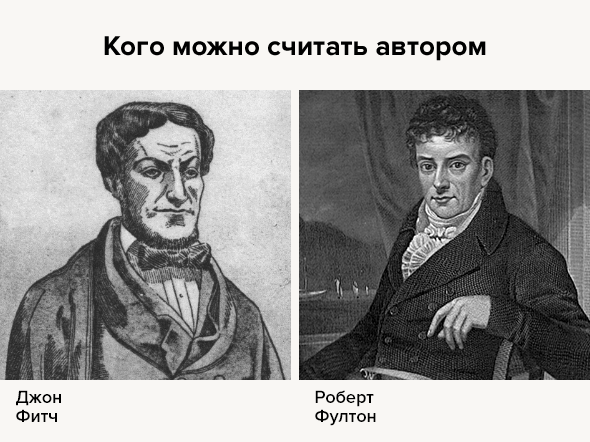 Кого можно считать автором
Джон
Фитч
Роберт
Фултон